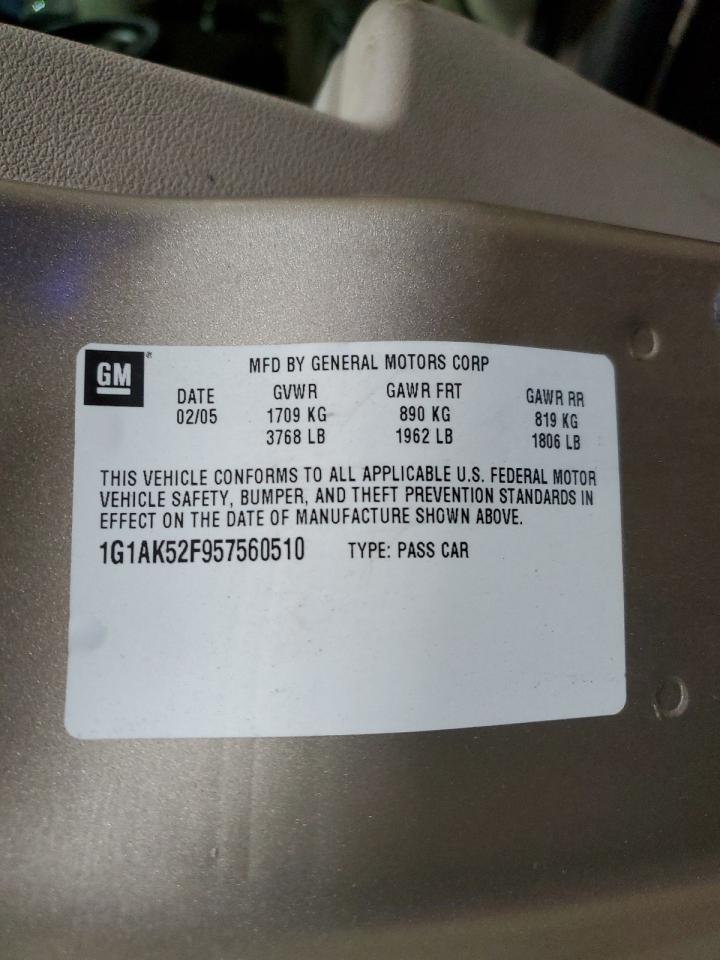 GM®
MFD BY GENERAL MOTORS CORP
DATE GVWR GAWR FRT GAWR RR
02/05 1709 KG 890 KG 819 KG
3768 LB 1962 LB 1806 LB
THIS VEHICLE CONFORMS TO ALL APPLICABLE U.S. FEDERAL MOTOR
VEHICLE SAFETY, BUMPER, AND THEFT PREVENTION STANDARDS IN
EFFECT ON THE DATE OF MANUFACTURE SHOWN ABOVE.
1G1AK52F957560510 TYPE: PASS CAR